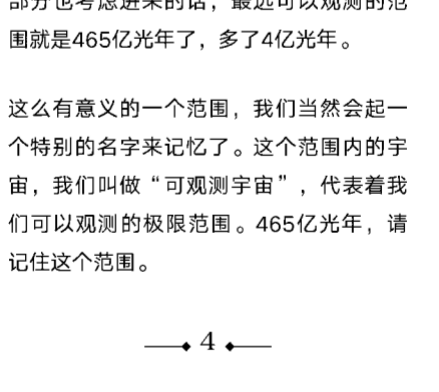 部分也考虑进来的话，最远可以观测的范
围就是465亿光年了，多了4亿光年。
这么有意义的一个范围，我们当然会起一
个特别的名字来记忆了。这个范围内的宇
宙，我们叫做“可观测宇宙”，代表着我
们可以观测的极限范围。465亿光年，请
记住这个范围。
4